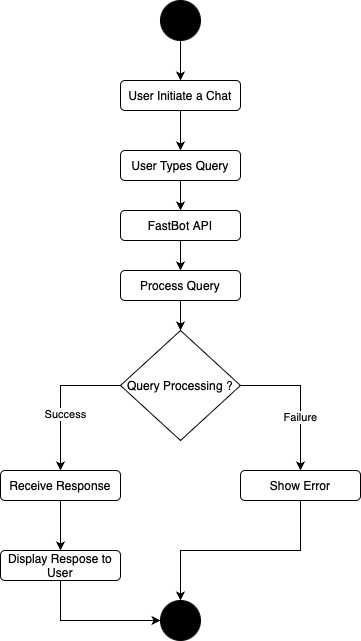 User Initiate a Chat
User Types Query
FastBot API
Process Query
Query Processing ?
Success
Failure
Receive Response
Show Error
Display Respose to
User